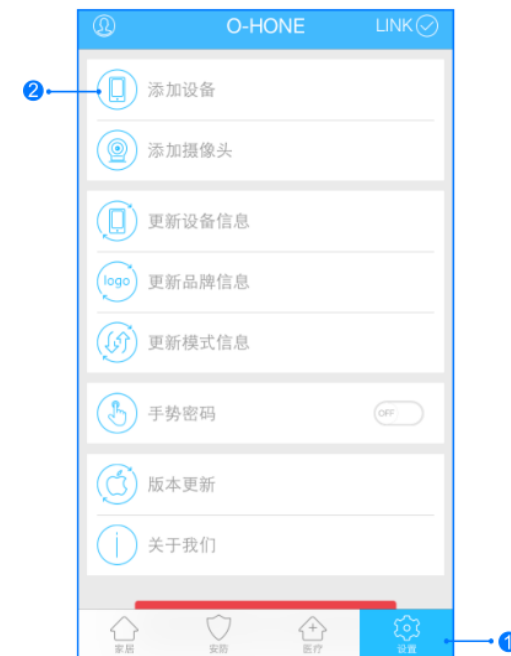 O-HONE LINK
2 添加设备
添加摄像头
更新设备信息
logo 更新品牌信息
更新模式信息
手势密码 OFF
版本更新
关于我们
家居 安防 医疗 设置 1